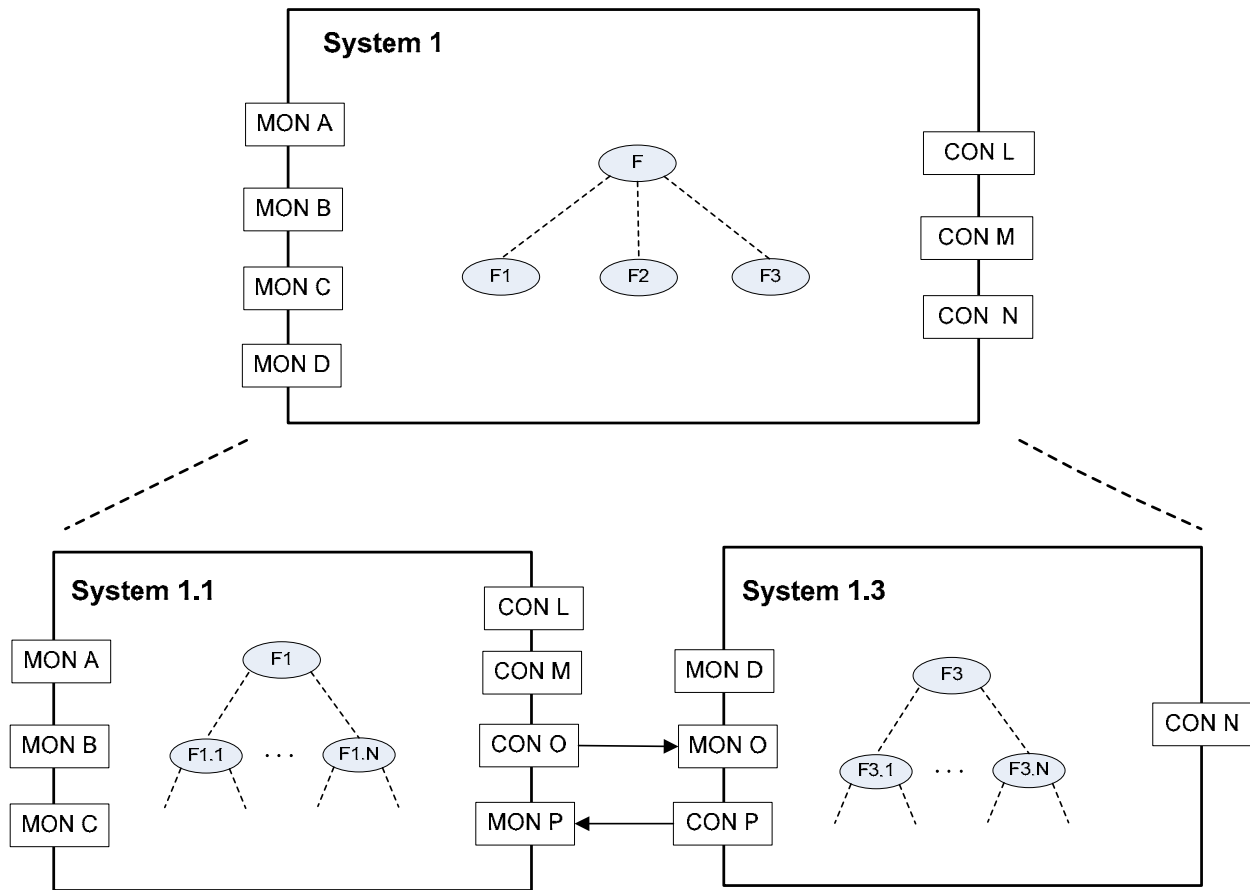 System 1
MON A
MON B
MON C
MON D
F
F1
F2
F3
CON L
CON M
CON N
System 1.1
MON A
MON B
MON C
F1
F1.1
...
F1.N
CON L
CON M
CON O
MON P
System 1.3
MON D
MON O
CON P
F3
F3.1
...
F3.N
CON N